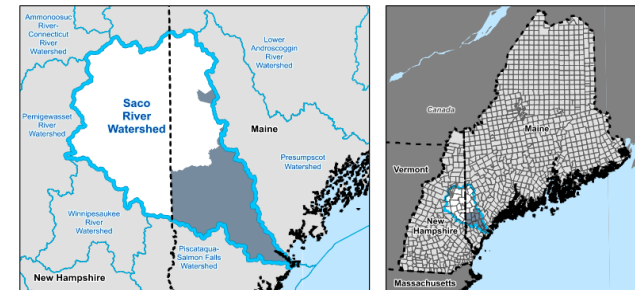 Ammonoosuc
River-
Connecticut
River
Watershed
Lower
Androscoggin
River
Watershed
Saco
River
Watershed
Pemigewasset
River
Watershed
Maine
Presumpscot
Watershed
Winnipesaukee
River
Watershed
Piscataqua-
Salmon Falls
Watershed
New Hampshire
Canada
Maine
Vermont
New
Hampshire
Massachusetts